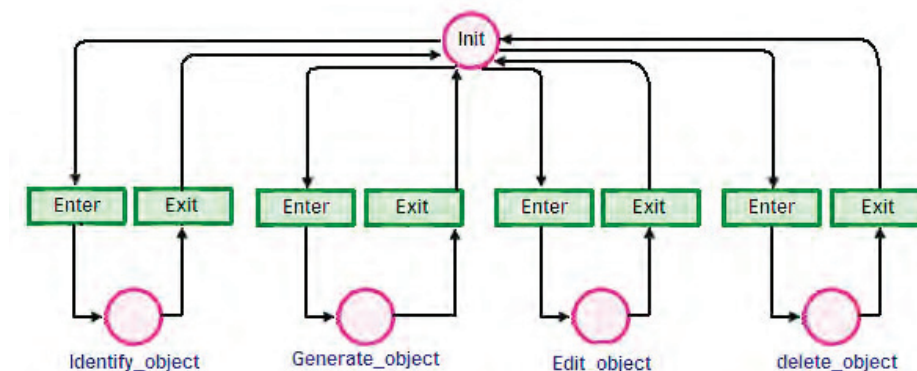 Init
Enter
Exit
Enter
Exit
Enter
Exit
Enter
Exit
Identify_object
Generate_object
Edit_object
delete_object